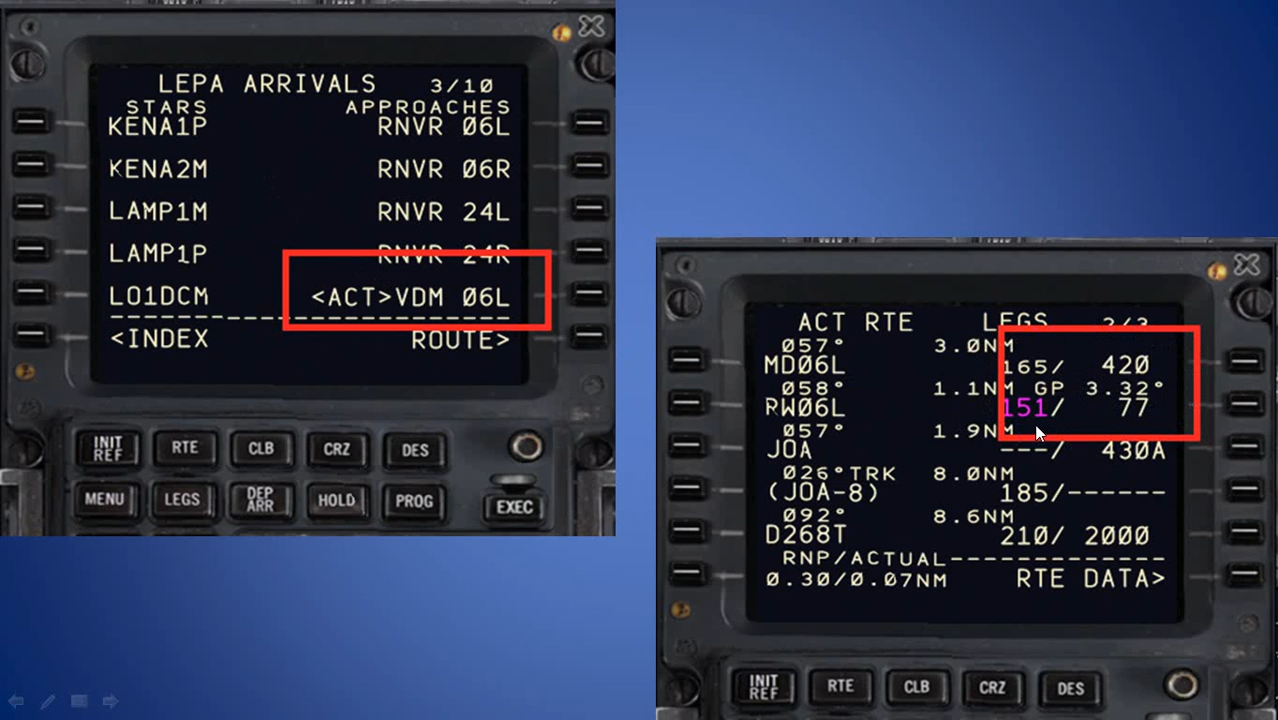 LEPA ARRIVALS 3/10
STARS APPROACHES
KENA1P RNVR Ø6L
KENA2M RNVR Ø6R
LAMP1M RNVR 24L
LAMP1P RNVR 24R
LO1DCM <ACT>VDM Ø6L
<INDEX ROUTE>
INIT REF RTE CLB CRZ DES
MENU LEGS DEP ARR HOLD PROG EXEC
ACT RTE LEGS 2/3
Ø57° 3.ØNM
MDØ6L 165/ 42Ø
Ø58° 1.1NM GP 3.32°
RWØ6L 151/ 77
Ø57° 1.9NM
JOA ---/ 43ØA
Ø26°TRK 8.ØNM
(JOA-8) 185/------
Ø92° 8.6NM
D268T 21Ø/ 2ØØØ
RNP/ACTUAL--------------
Ø.3Ø/Ø.Ø7NM RTE DATA>
INIT REF RTE CLB CRZ DES